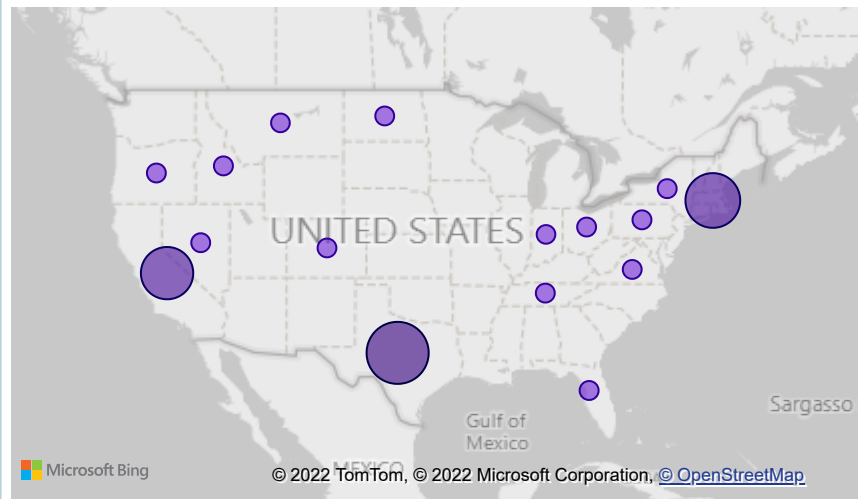 UNITED STATES
Sargasso
Gulf of
Mexico
MEXICO
Microsoft Bing
© 2022 TomTom, © 2022 Microsoft Corporation, © OpenStreetMap